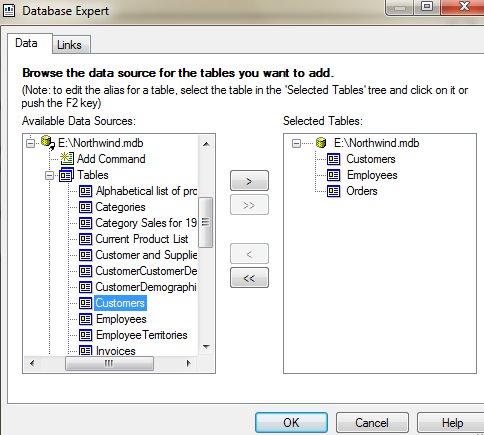 Database Expert
Data Links
Browse the data source for the tables you want to add.
(Note: to edit the alias for a table, select the table in the 'Selected Tables' tree and click on it or
push the F2 key)
Available Data Sources:
E:\Northwind.mdb
Add Command
Tables
Alphabetical list of pro
Categories
Category Sales for 19
Current Product List
Customer and Supplie
CustomerCustomerDe
CustomerDemographi
Customers
Employees
EmployeeTerritories
Invoices
>
>>
<
<<
Selected Tables:
E:\Northwind.mdb
Customers
Employees
Orders
OK Cancel Help